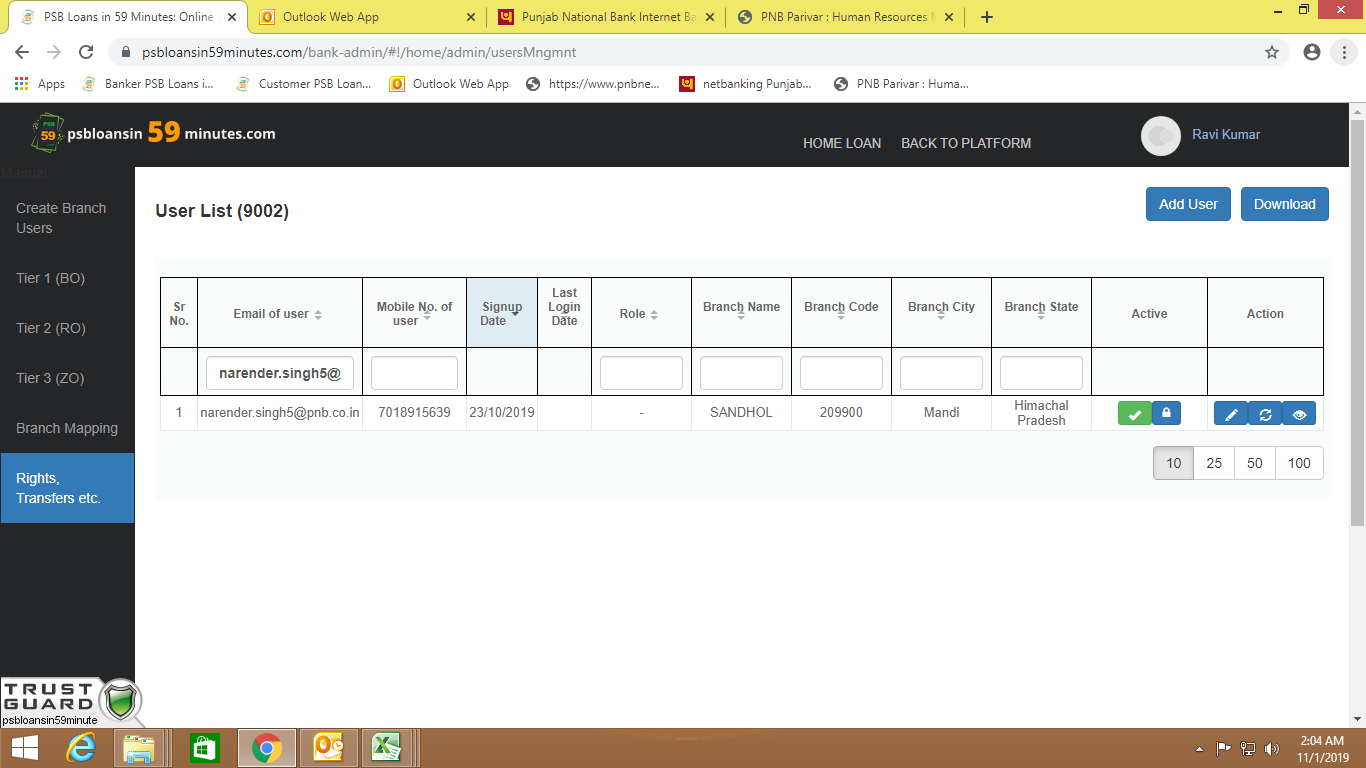 PSB Loans in 59 Minutes: Online
Outlook Web App
Punjab National Bank Internet Ba
PNB Parivar : Human Resources M
psbloansin59minutes.com/bank-admin/#!/home/admin/usersMngmnt
Apps
Banker PSB Loans i...
Customer PSB Loan...
Outlook Web App
https://www.pnbne...
netbanking Punjab...
PNB Parivar : Huma...
PSB
59
psbloansin 59 minutes.com
HOME LOAN
BACK TO PLATFORM
Ravi Kumar
Manual
Create Branch
Users
Tier 1 (BO)
Tier 2 (RO)
Tier 3 (ZO)
Branch Mapping
Rights,
Transfers etc.
User List (9002)
Add User
Download
Sr
No.
Email of user
Mobile No. of
user
Signup
Date
Last
Login
Date
Role
Branch Name
Branch Code
Branch City
Branch State
Active
Action
narender.singh5@
1
narender.singh5@pnb.co.in
7018915639
23/10/2019
-
SANDHOL
209900
Mandi
Himachal
Pradesh
10
25
50
100
TRUST
GUARD
psbloansin59minute
2:04 AM
11/1/2019